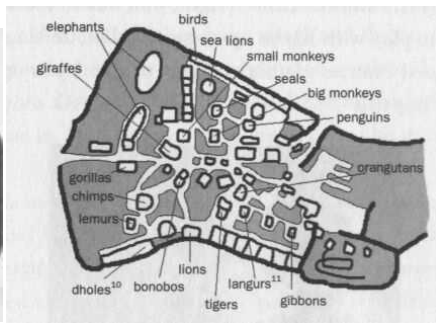 birds
elephants
sea lions
small monkeys
giraffes
seals
big monkeys
penguins
orangutans
gorillas
chimps
lemurs
lions
dholes¹⁰
bonobos
langurs¹¹
tigers
gibbons